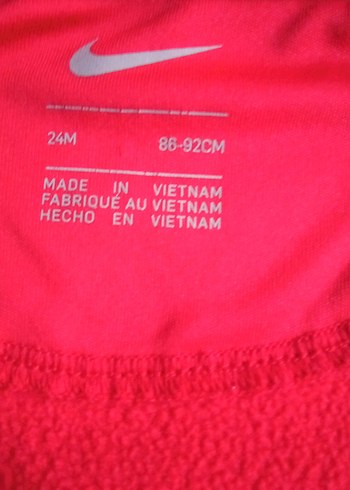 24M 86-92CM
MADE IN VIETNAM
FABRIQUÉ AU VIETNAM
HECHO EN VIETNAM